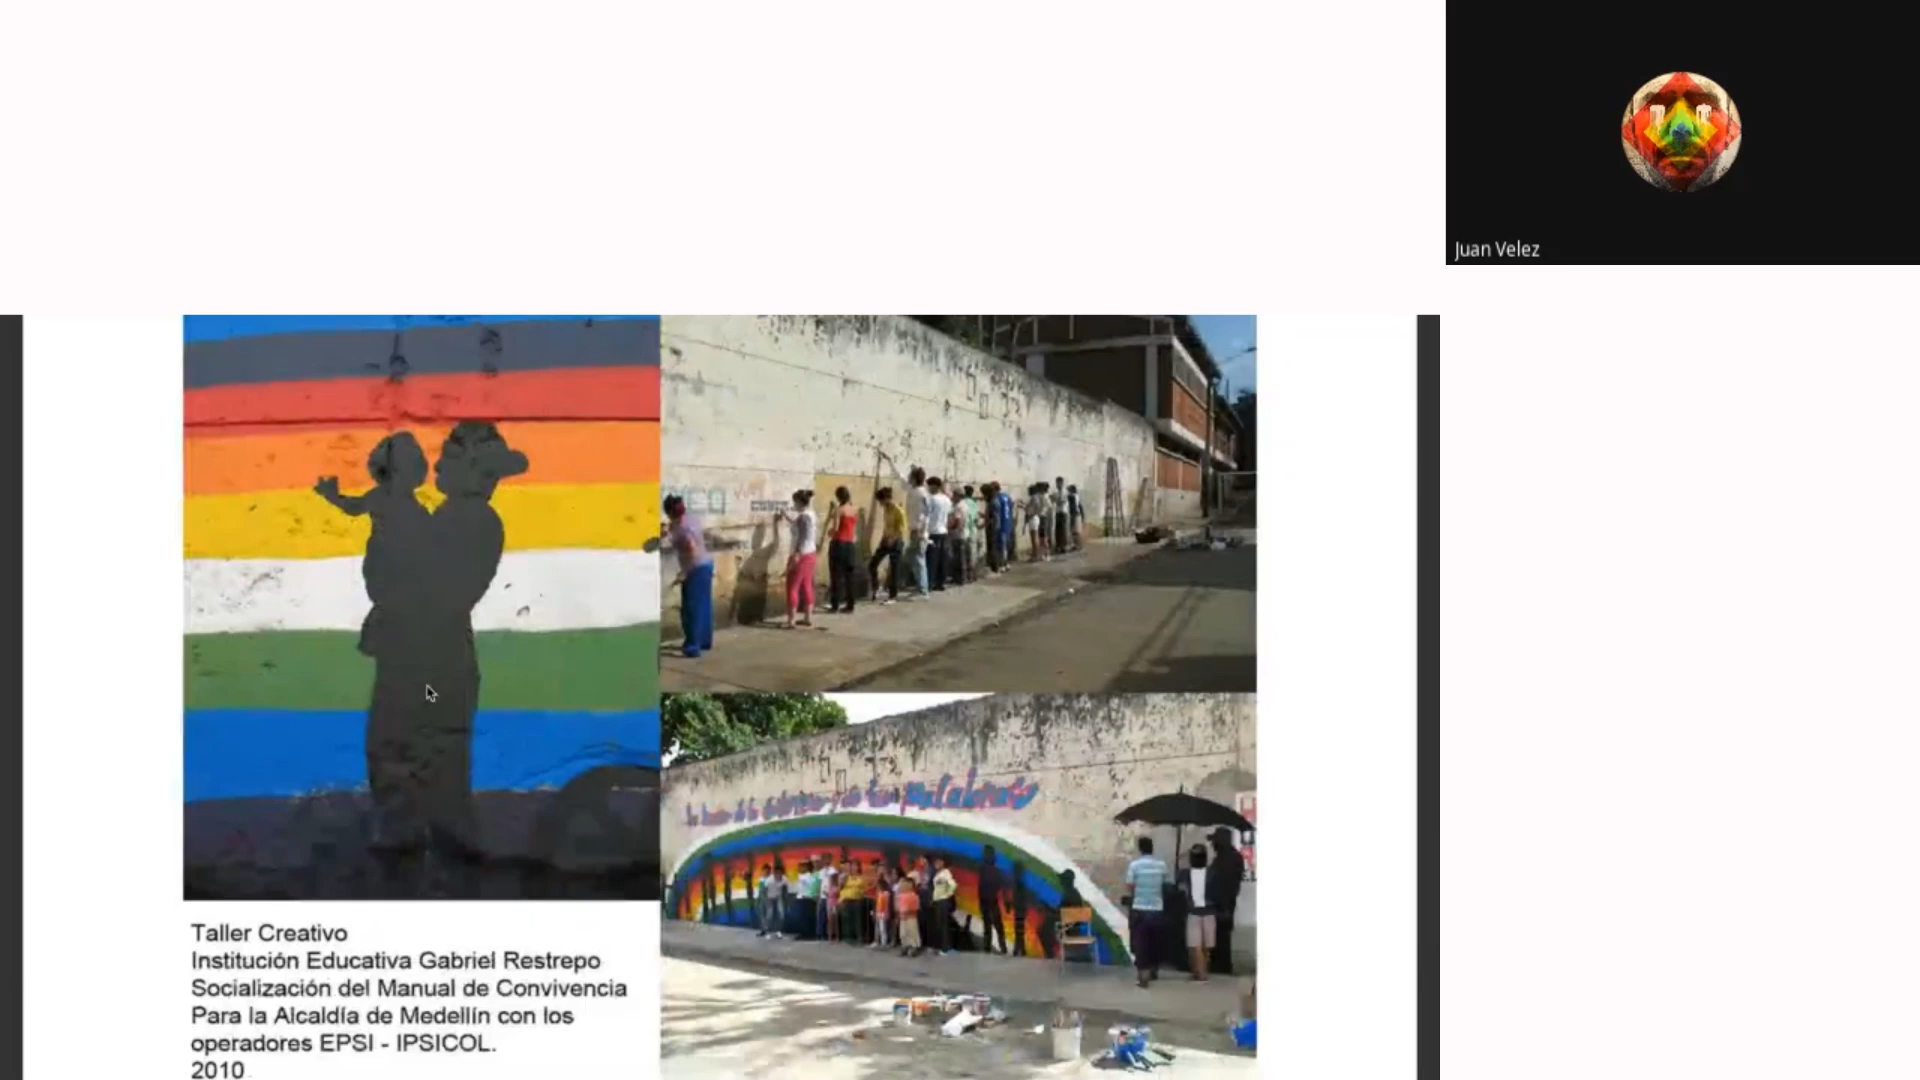 Juan Velez
palabras
Taller Creativo
Institución Educativa Gabriel Restrepo
Socialización del Manual de Convivencia
Para la Alcaldía de Medellín con los
operadores EPSI - IPSICOL.
2010